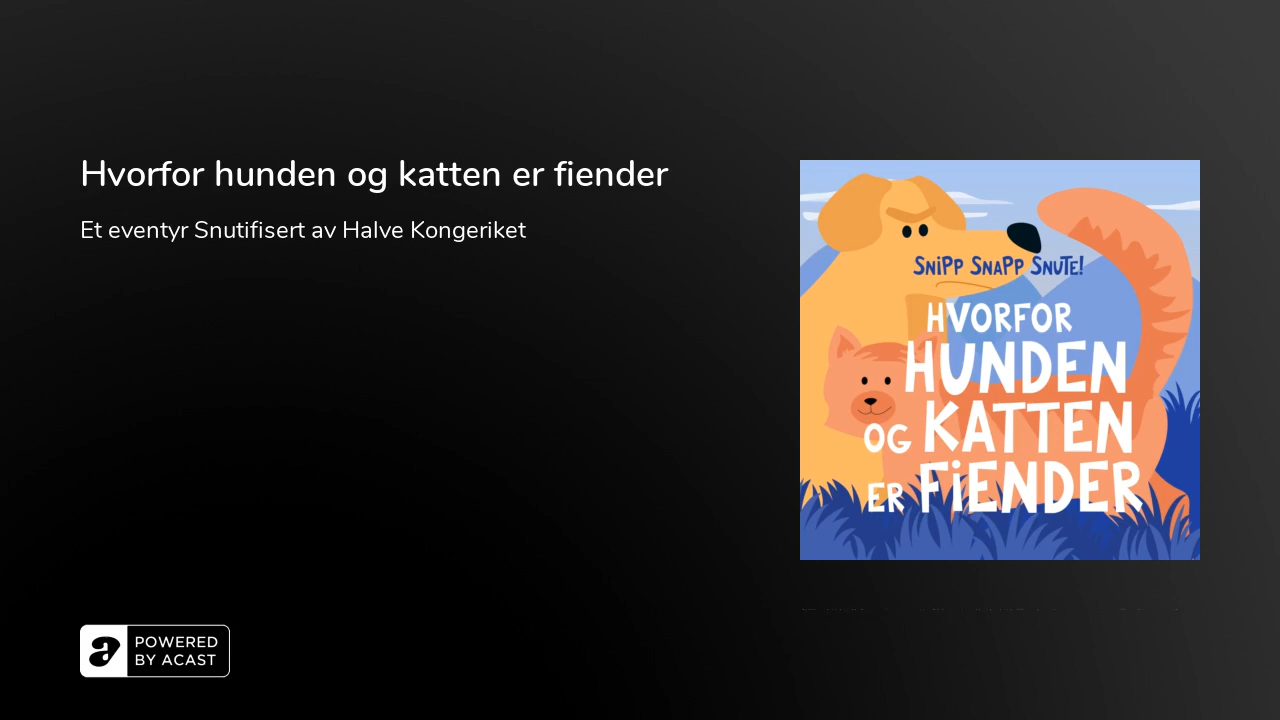 Hvorfor hunden og katten er fiender
Et eventyr Snutifisert av Halve Kongeriket
SNiPP SNAPP SNUTE!
HVORFOR
HUNDEN
OG KATTEN
ER FiENDER
a
POWERED
BY ACAST